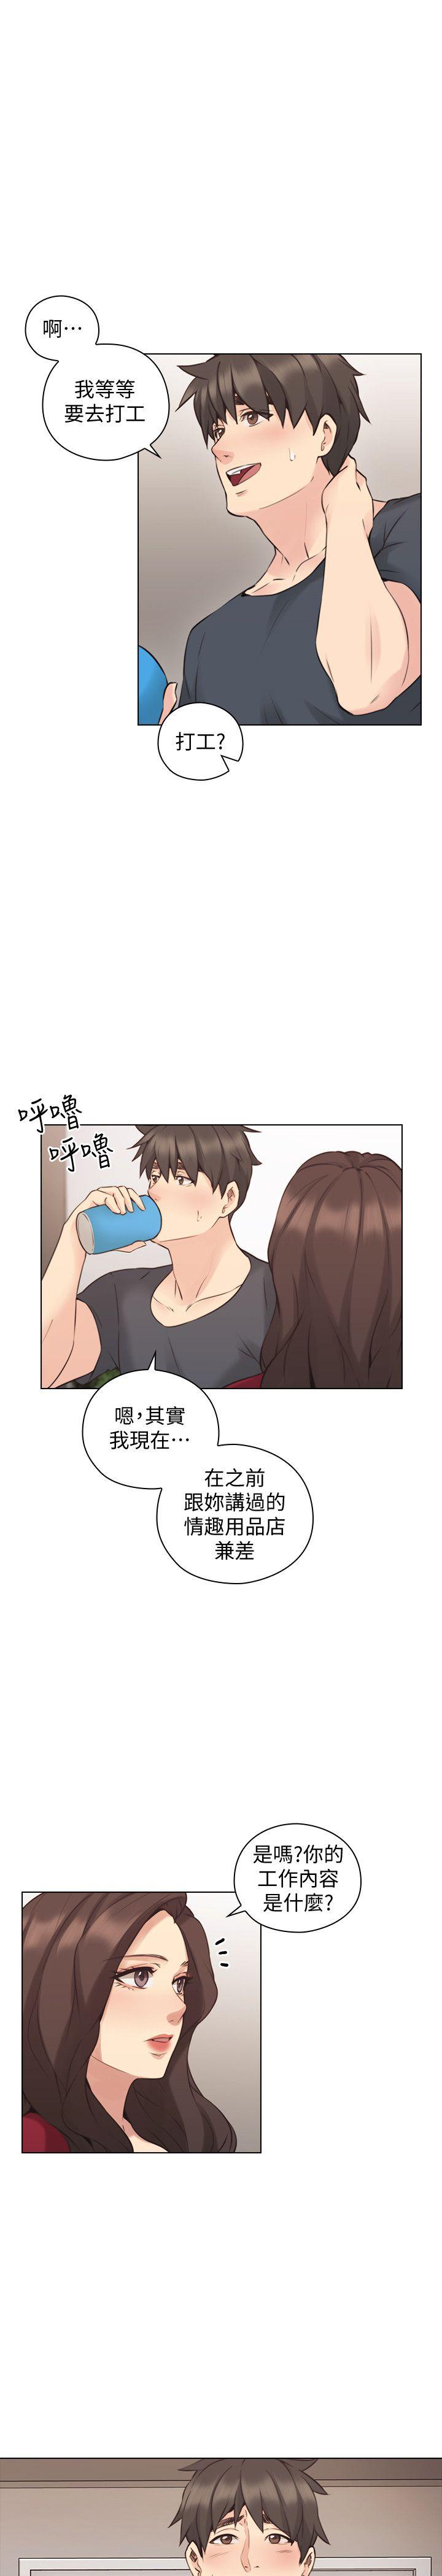 啊⋯
我等等
要去打工
打工?
呼嚕
呼嚕
嗯,其實
我現在⋯
在之前
跟妳講過的
情趣用品店
兼差
是嗎?你的
工作內容
是什麼?